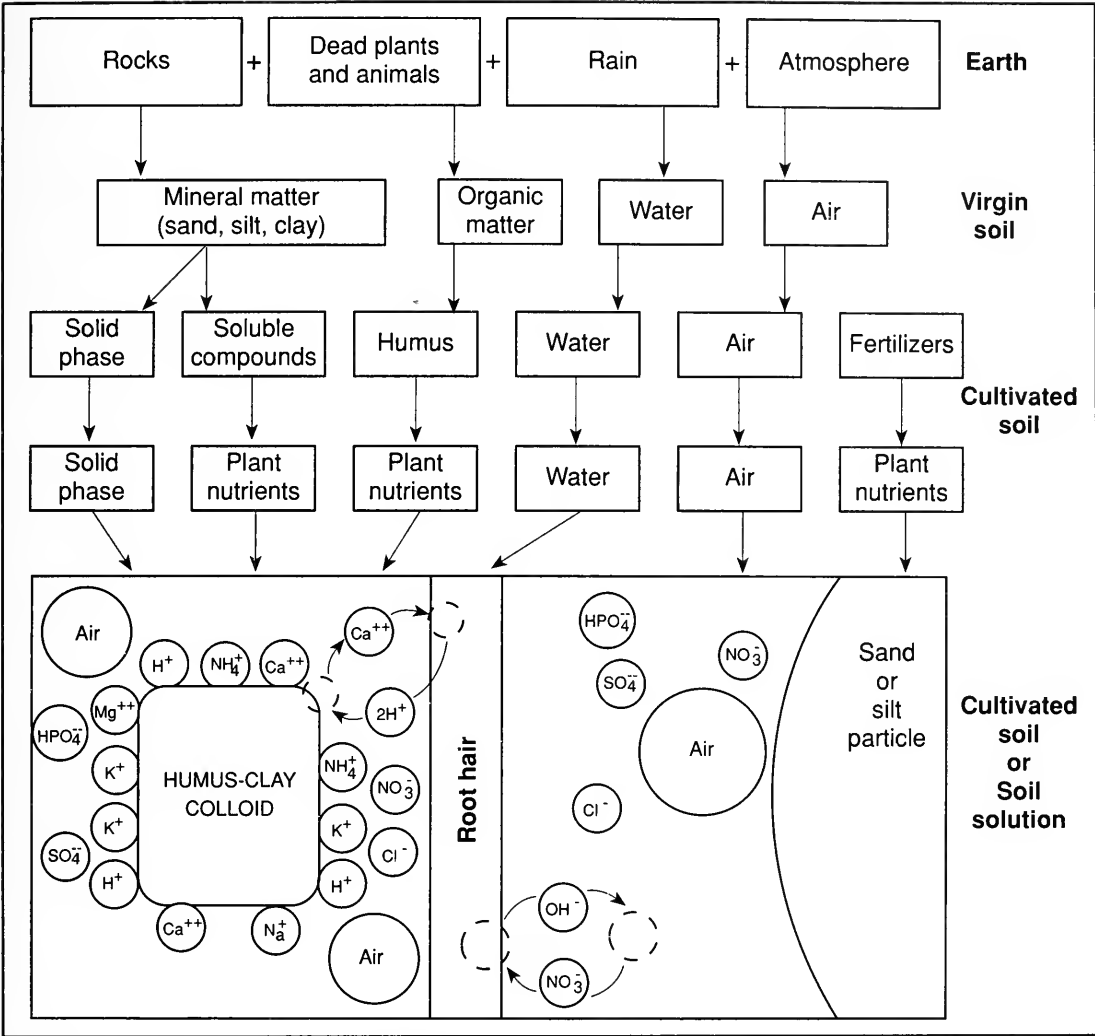 Rocks
+
Dead plants
and animals
+
Rain
+
Atmosphere
Earth
Mineral matter
(sand, silt, clay)
Organic
matter
Water
Air
Virgin
soil
Solid
phase
Soluble
compounds
Humus
Water
Air
Fertilizers
Cultivated
soil
Solid
phase
Plant
nutrients
Plant
nutrients
Water
Air
Plant
nutrients
Air
H⁺
NH₄⁺
Ca⁺⁺
Ca⁺⁺
2H⁺
Mg⁺⁺
HPO₄⁻⁻
K⁺
K⁺
SO₄⁻⁻
H⁺
HUMUS-CLAY
COLLOID
NH₄⁺
NO₃⁻
K⁺
Cl⁻
H⁺
Ca⁺⁺
Na⁺
Air
Root hair
HPO₄⁻⁻
SO₄⁻⁻
NO₃⁻
Air
Cl⁻
OH⁻
NO₃⁻
Sand
or
silt
particle
Cultivated
soil
or
Soil
solution